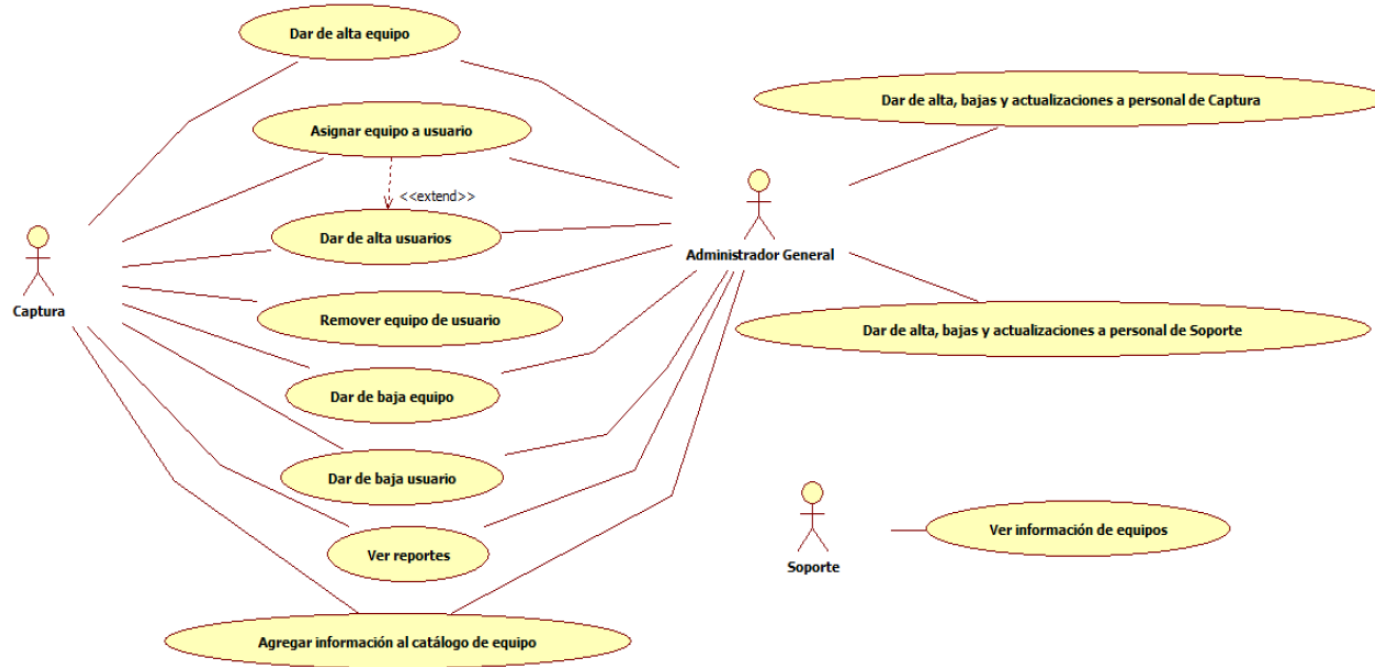 Dar de alta equipo
Dar de alta, bajas y actualizaciones a personal de Captura
Asignar equipo a usuario
<<extend>>
Dar de alta usuarios
Administrador General
Captura
Remover equipo de usuario
Dar de alta, bajas y actualizaciones a personal de Soporte
Dar de baja equipo
Dar de baja usuario
Ver información de equipos
Ver reportes
Soporte
Agregar información al catálogo de equipo